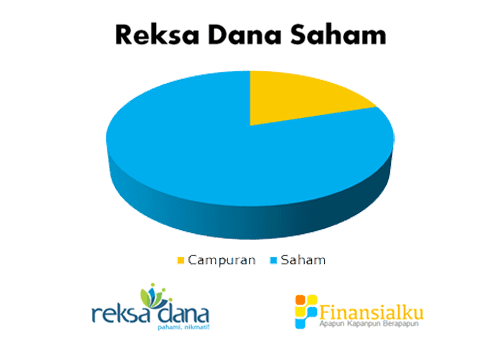 Reksa Dana Saham
Campuran Saham
reksa dana
pahami, nikmati!
Finansialku
Apapun Kapanpun Berapapun